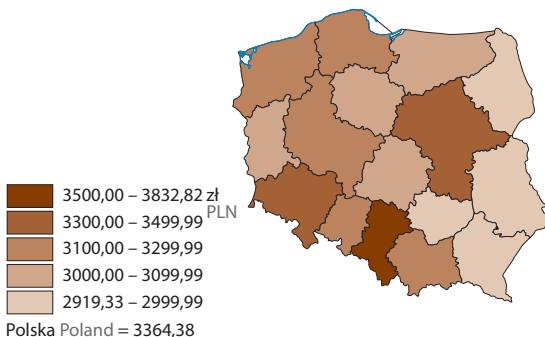 3500,00 – 3832,82 zł
PLN
3300,00 – 3499,99
3100,00 – 3299,99
3000,00 – 3099,99
2919,33 – 2999,99
Polska Poland = 3364,38